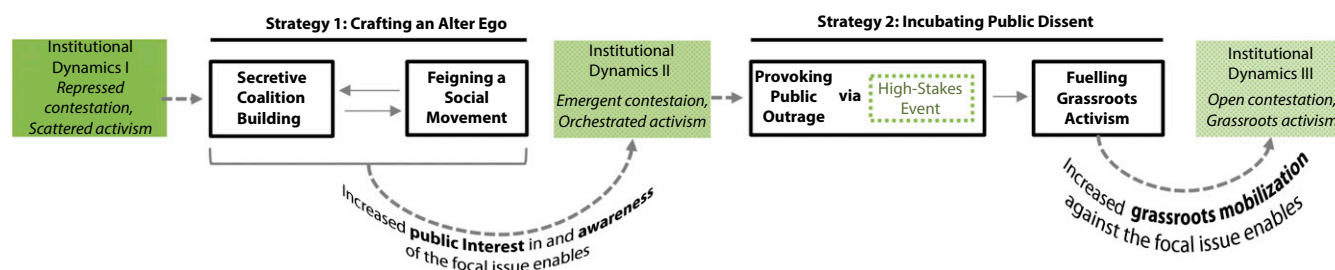 Strategy 1: Crafting an Alter Ego
Strategy 2: Incubating Public Dissent
Institutional
Dynamics I
Repressed
contestation,
Scattered activism
Secretive
Coalition
Building
Feigning a
Social
Movement
Institutional
Dynamics II
Emergent contestaion,
Orchestrated activism
Provoking
Public
Outrage
via
High-Stakes
Event
Fuelling
Grassroots
Activism
Institutional
Dynamics III
Open contestation,
Grassroots activism
Increased public Interest in and awareness
of the focal issue enables
Increased grassroots mobilization
against the focal issue enables